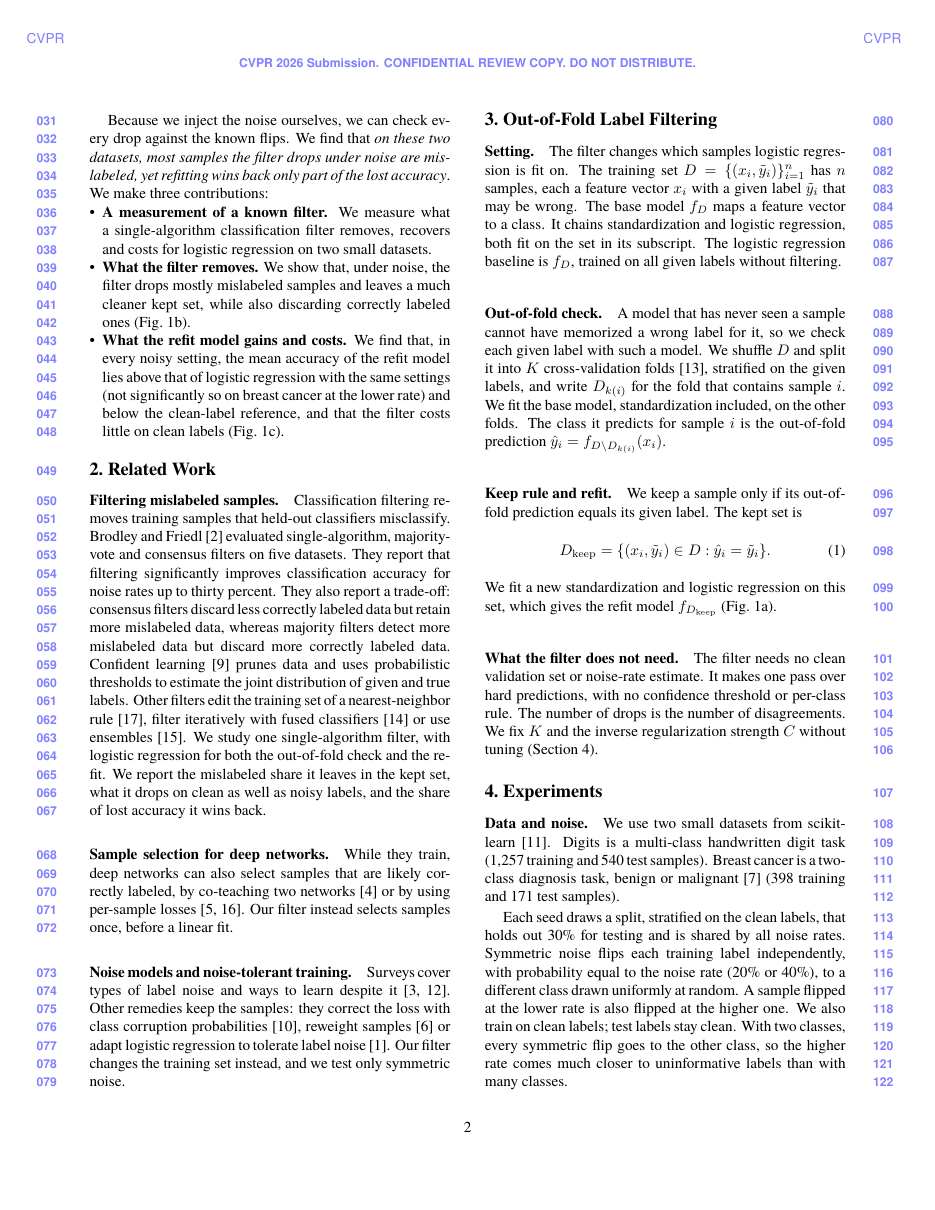 CVPR
CVPR
CVPR 2026 Submission. CONFIDENTIAL REVIEW COPY. DO NOT DISTRIBUTE.
031 Because we inject the noise ourselves, we can check ev-
032 ery drop against the known flips. We find that on these two
033 datasets, most samples the filter drops under noise are mis-
034 labeled, yet refitting wins back only part of the lost accuracy.
035 We make three contributions:
036 • A measurement of a known filter. We measure what
037 a single-algorithm classification filter removes, recovers
038 and costs for logistic regression on two small datasets.
039 • What the filter removes. We show that, under noise, the
040 filter drops mostly mislabeled samples and leaves a much
041 cleaner kept set, while also discarding correctly labeled
042 ones (Fig. 1b).
043 • What the refit model gains and costs. We find that, in
044 every noisy setting, the mean accuracy of the refit model
045 lies above that of logistic regression with the same settings
046 (not significantly so on breast cancer at the lower rate) and
047 below the clean-label reference, and that the filter costs
048 little on clean labels (Fig. 1c).
049 2. Related Work
050 Filtering mislabeled samples. Classification filtering re-
051 moves training samples that held-out classifiers misclassify.
052 Brodley and Friedl [2] evaluated single-algorithm, majority-
053 vote and consensus filters on five datasets. They report that
054 filtering significantly improves classification accuracy for
055 noise rates up to thirty percent. They also report a trade-off:
056 consensus filters discard less correctly labeled data but retain
057 more mislabeled data, whereas majority filters detect more
058 mislabeled data but discard more correctly labeled data.
059 Confident learning [9] prunes data and uses probabilistic
060 thresholds to estimate the joint distribution of given and true
061 labels. Other filters edit the training set of a nearest-neighbor
062 rule [17], filter iteratively with fused classifiers [14] or use
063 ensembles [15]. We study one single-algorithm filter, with
064 logistic regression for both the out-of-fold check and the re-
065 fit. We report the mislabeled share it leaves in the kept set,
066 what it drops on clean as well as noisy labels, and the share
067 of lost accuracy it wins back.
068 Sample selection for deep networks. While they train,
069 deep networks can also select samples that are likely cor-
070 rectly labeled, by co-teaching two networks [4] or by using
071 per-sample losses [5, 16]. Our filter instead selects samples
072 once, before a linear fit.
073 Noise models and noise-tolerant training. Surveys cover
074 types of label noise and ways to learn despite it [3, 12].
075 Other remedies keep the samples: they correct the loss with
076 class corruption probabilities [10], reweight samples [6] or
077 adapt logistic regression to tolerate label noise [1]. Our filter
078 changes the training set instead, and we test only symmetric
079 noise.
3. Out-of-Fold Label Filtering 080
Setting. The filter changes which samples logistic regres- 081
sion is fit on. The training set D = {(x_i, ỹ_i)}_{i=1}^n has n 082
samples, each a feature vector x_i with a given label ỹ_i that 083
may be wrong. The base model f_D maps a feature vector 084
to a class. It chains standardization and logistic regression, 085
both fit on the set in its subscript. The logistic regression 086
baseline is f_D, trained on all given labels without filtering. 087
Out-of-fold check. A model that has never seen a sample 088
cannot have memorized a wrong label for it, so we check 089
each given label with such a model. We shuffle D and split 090
it into K cross-validation folds [13], stratified on the given 091
labels, and write D_{k(i)} for the fold that contains sample i. 092
We fit the base model, standardization included, on the other 093
folds. The class it predicts for sample i is the out-of-fold 094
prediction ŷ_i = f_{D\D_{k(i)}}(x_i). 095
Keep rule and refit. We keep a sample only if its out-of- 096
fold prediction equals its given label. The kept set is 097
D_keep = {(x_i, ỹ_i) ∈ D : ŷ_i = ỹ_i}. (1) 098
We fit a new standardization and logistic regression on this 099
set, which gives the refit model f_{D_keep} (Fig. 1a). 100
What the filter does not need. The filter needs no clean 101
validation set or noise-rate estimate. It makes one pass over 102
hard predictions, with no confidence threshold or per-class 103
rule. The number of drops is the number of disagreements. 104
We fix K and the inverse regularization strength C without 105
tuning (Section 4). 106
4. Experiments 107
Data and noise. We use two small datasets from scikit- 108
learn [11]. Digits is a multi-class handwritten digit task 109
(1,257 training and 540 test samples). Breast cancer is a two- 110
class diagnosis task, benign or malignant [7] (398 training 111
and 171 test samples). 112
Each seed draws a split, stratified on the clean labels, that 113
holds out 30% for testing and is shared by all noise rates. 114
Symmetric noise flips each training label independently, 115
with probability equal to the noise rate (20% or 40%), to a 116
different class drawn uniformly at random. A sample flipped 117
at the lower rate is also flipped at the higher one. We also 118
train on clean labels; test labels stay clean. With two classes, 119
every symmetric flip goes to the other class, so the higher 120
rate comes much closer to uninformative labels than with 121
many classes. 122
2